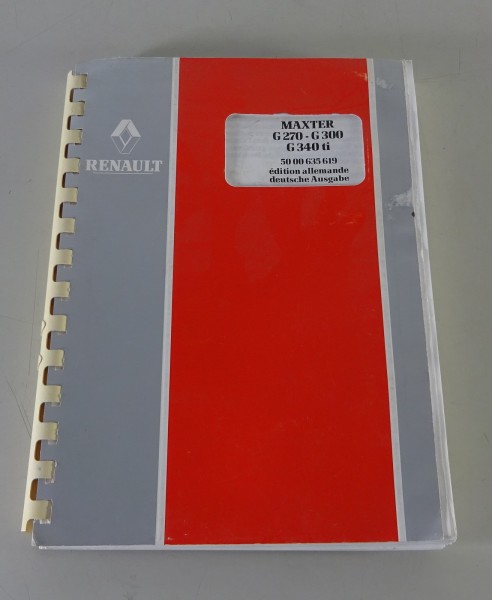 RENAULT
MAXTER
G 270 - G 300
G 340 ti
50 00 635 619
édition allemande
deutsche Ausgabe